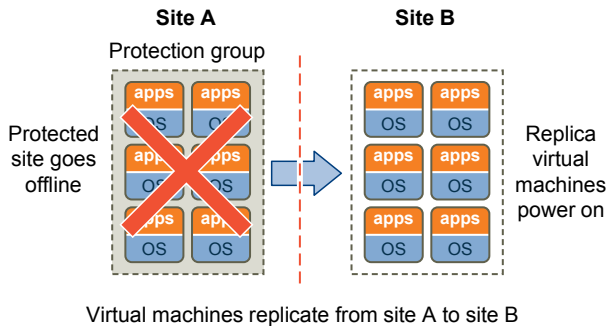 Site A
Site B
Protection group
Protected
site goes
offline
apps apps
OS OS
apps apps
OS OS
apps apps
OS OS
apps apps
OS OS
apps apps
OS OS
apps apps
OS OS
Replica
virtual
machines
power on
Virtual machines replicate from site A to site B